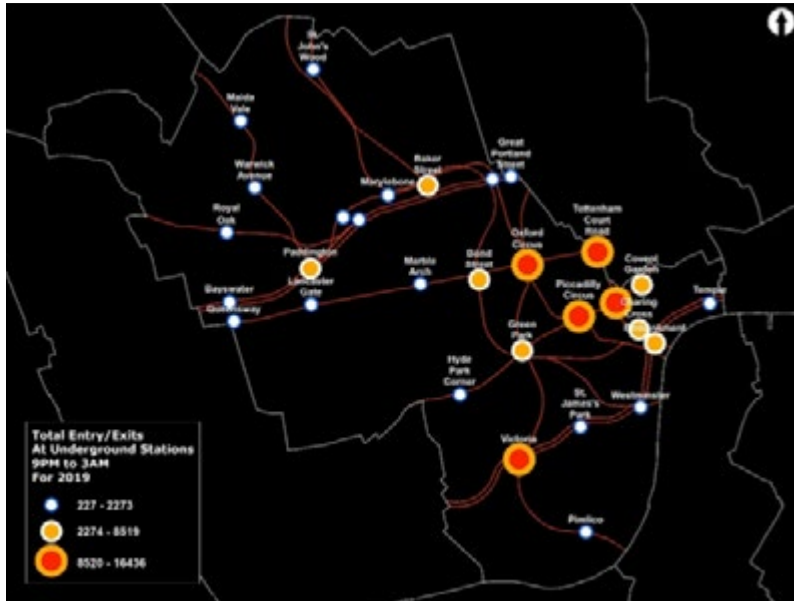 St.
John's
Wood
Maida
Vale
Great
Portland
Street
Baker
Street
Warwick
Avenue
Marylebone
Royal
Oak
Tottenham
Court
Road
Oxford
Circus
Paddington
Bond
Street
Marble
Arch
Covent
Garden
Lancaster
Gate
Bayswater
Queensway
Piccadilly
Circus
Temple
Charing
Cross
Green
Park
Embankment
Hyde
Park
Corner
St.
James's
Park
Westminster
Victoria
Pimlico
Total Entry/Exits
At Underground Stations
9PM to 3AM
For 2019
227 - 2273
2274 - 8519
8520 - 16436